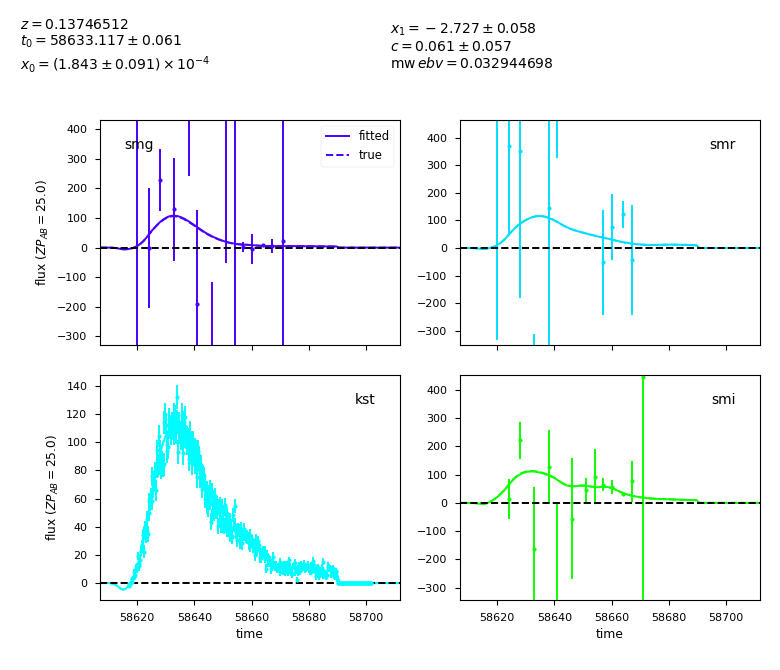 z = 0.13746512
t₀ = 58633.117 ± 0.061
x₀ = (1.843 ± 0.091) × 10⁻⁴
x₁ = −2.727 ± 0.058
c = 0.061 ± 0.057
mw ebv = 0.032944698
smg
fitted
true
400
300
200
100
0
−100
−200
−300
flux (ZP_AB = 25.0)
smr
400
300
200
100
0
−100
−200
−300
kst
140
120
100
80
60
40
20
0
flux (ZP_AB = 25.0)
58620 58640 58660 58680 58700
time
smi
400
300
200
100
0
−100
−200
−300
58620 58640 58660 58680 58700
time